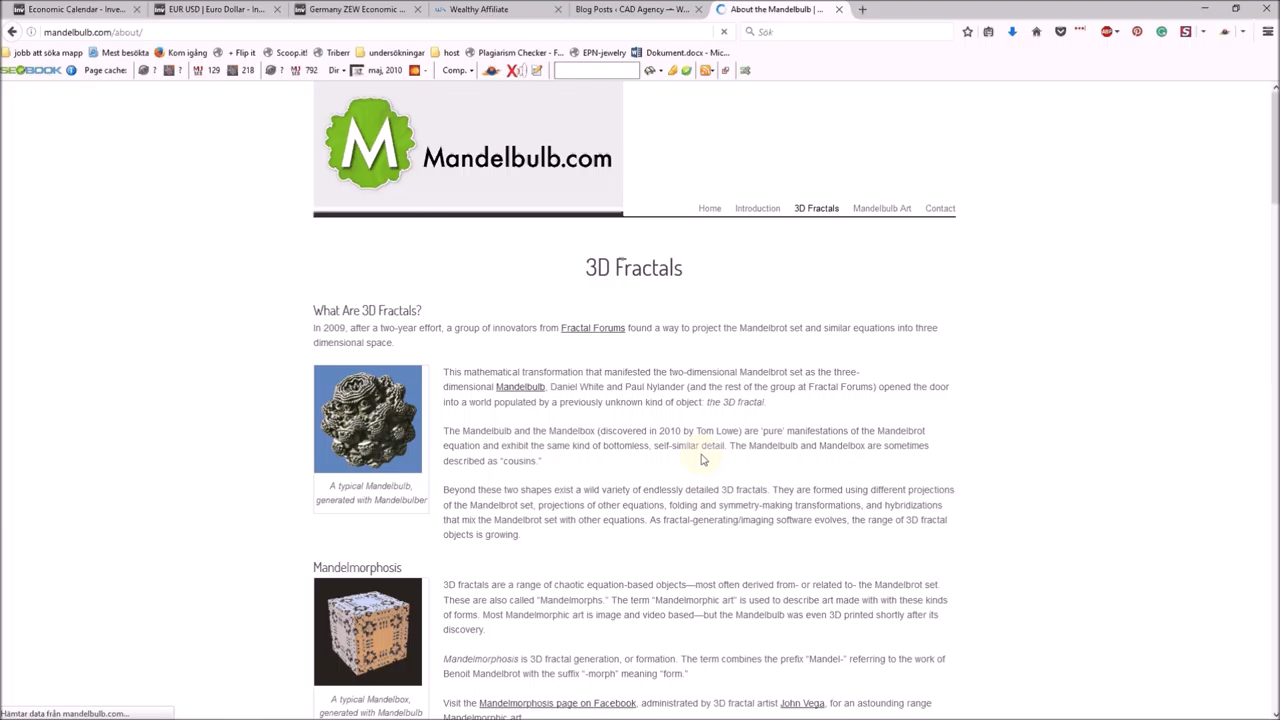 Economic Calendar - Inve...
EUR USD | Euro Dollar - In...
Germany ZEW Economic ...
Wealthy Affiliate
Blog Posts ‹ CAD Agency — W...
About the Mandelbulb | ...
mandelbulb.com/about/
Sök
jobb att söka mapp
Mest besökta
Kom igång
+ Flip it
Scoop.it!
Triberr
undersökningar
host
Plagiarism Checker - F...
EPN-jewelry
Dokument.docx - Mic...
SEOBOOK
Page cache:
?
?
129
218
?
792
Dir
maj, 2010
Comp.
M
Mandelbulb.com
Home Introduction 3D Fractals Mandelbulb Art Contact
3D Fractals
What Are 3D Fractals?
In 2009, after a two-year effort, a group of innovators from Fractal Forums found a way to project the Mandelbrot set and similar equations into three
dimensional space.
This mathematical transformation that manifested the two-dimensional Mandelbrot set as the three-
dimensional Mandelbulb, Daniel White and Paul Nylander (and the rest of the group at Fractal Forums) opened the door
into a world populated by a previously unknown kind of object: the 3D fractal.
The Mandelbulb and the Mandelbox (discovered in 2010 by Tom Lowe) are ‘pure’ manifestations of the Mandelbrot
equation and exhibit the same kind of bottomless, self-similar detail. The Mandelbulb and Mandelbox are sometimes
described as “cousins.”
A typical Mandelbulb,
generated with Mandelbulber
Beyond these two shapes exist a wild variety of endlessly detailed 3D fractals. They are formed using different projections
of the Mandelbrot set, projections of other equations, folding and symmetry-making transformations, and hybridizations
that mix the Mandelbrot set with other equations. As fractal-generating/imaging software evolves, the range of 3D fractal
objects is growing.
Mandelmorphosis
3D fractals are a range of chaotic equation-based objects—most often derived from- or related to- the Mandelbrot set.
These are also called “Mandelmorphs.” The term “Mandelmorphic art” is used to describe art made with with these kinds
of forms. Most Mandelmorphic art is image and video based—but the Mandelbulb was even 3D printed shortly after its
discovery.
Mandelmorphosis is 3D fractal generation, or formation. The term combines the prefix “Mandel-” referring to the work of
Benoit Mandelbrot with the suffix “-morph” meaning “form.”
A typical Mandelbox,
generated with Mandelbulb
Visit the Mandelmorphosis page on Facebook, administrated by 3D fractal artist John Vega, for an astounding range
Mandelmorphic art.
Hämtar data från mandelbulb.com...